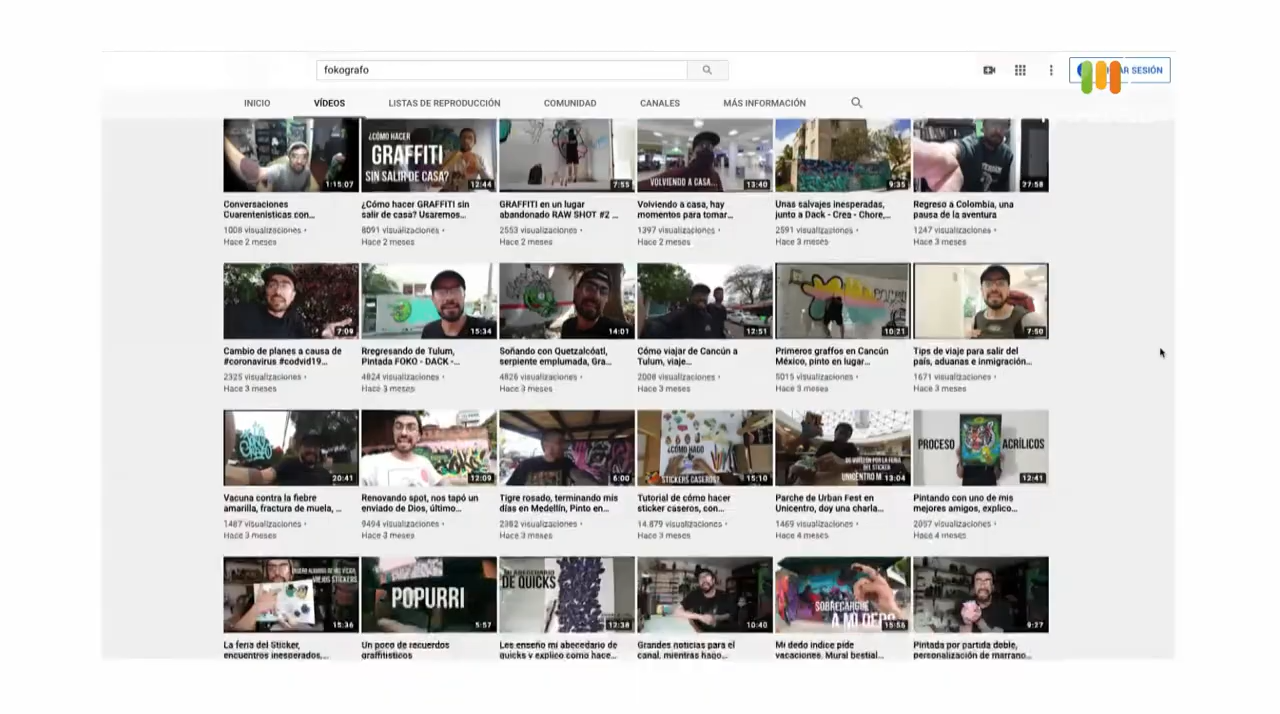 fokografo
AR SESIÓN
INICIO VÍDEOS LISTAS DE REPRODUCCIÓN COMUNIDAD CANALES MÁS INFORMACIÓN
¿CÓMO HACER
GRAFFITI
SIN SALIR DE CASA?
VOLVIENDO A CASA...
1:15:07 12:44 7:55 13:40 9:35 27:58
Conversaciones
Cuarentenísticas con...
1008 visualizaciones •
Hace 2 meses
¿Cómo hacer GRAFFITI sin
salir de casa? Usaremos...
8091 visualizaciones •
Hace 2 meses
GRAFFITI en un lugar
abandonado RAW SHOT #2 ...
2553 visualizaciones •
Hace 2 meses
Volviendo a casa, hay
momentos para tomar...
1397 visualizaciones •
Hace 2 meses
Unas salvajes inesperadas,
junto a Dack - Crea - Chore,...
2591 visualizaciones •
Hace 3 meses
Regreso a Colombia, una
pausa de la aventura
1247 visualizaciones •
Hace 3 meses
7:09 15:34 14:01 12:51 10:21 7:50
Cambio de planes a causa de
#coronavirus #codvid19...
2325 visualizaciones •
Hace 3 meses
Rregresando de Tulum,
Pintada FOKO - DACK -...
4824 visualizaciones •
Hace 3 meses
Soñando con Quetzalcóatl,
serpiente emplumada, Gra...
4826 visualizaciones •
Hace 3 meses
Cómo viajar de Cancún a
Tulum, viaje...
2008 visualizaciones •
Hace 3 meses
Primeros graffos en Cancún
México, pinto en lugar...
5015 visualizaciones •
Hace 3 meses
Tips de viaje para salir del
país, aduanas e inmigración...
1671 visualizaciones •
Hace 3 meses
¿CÓMO HAGO
STICKERS CASEROS?
UNICENTRO
PROCESO ACRÍLICOS
20:41 12:09 6:00 15:10 13:04 12:41
Vacuna contra la fiebre
amarilla, fractura de muela, ...
1487 visualizaciones •
Hace 3 meses
Renovando spot, nos tapó un
enviado de Dios, último...
9494 visualizaciones •
Hace 3 meses
Tigre rosado, terminando mis
días en Medellín, Pinto en...
2382 visualizaciones •
Hace 3 meses
Tutorial de cómo hacer
sticker caseros, con...
14.879 visualizaciones •
Hace 3 meses
Parche de Urban Fest en
Unicentro, doy una charla...
1469 visualizaciones •
Hace 4 meses
Pintando con uno de mis
mejores amigos, explico...
2097 visualizaciones •
Hace 4 meses
POPURRI
MI ABECEDARIO
DE QUICKS
SOBRECARGUÉ
A MI DEDO
15:36 5:57 12:38 10:40 15:56 9:27
La feria del Sticker,
encuentros inesperados,...
Un poco de recuerdos
graffitísticos
Les enseño mi abecedario de
quicks y explico como hace...
Grandes noticias para el
canal, mientras hago...
Mi dedo índice pide
vacaciones. Mural bestial...
Pintada por partida doble,
personalización de marrano...